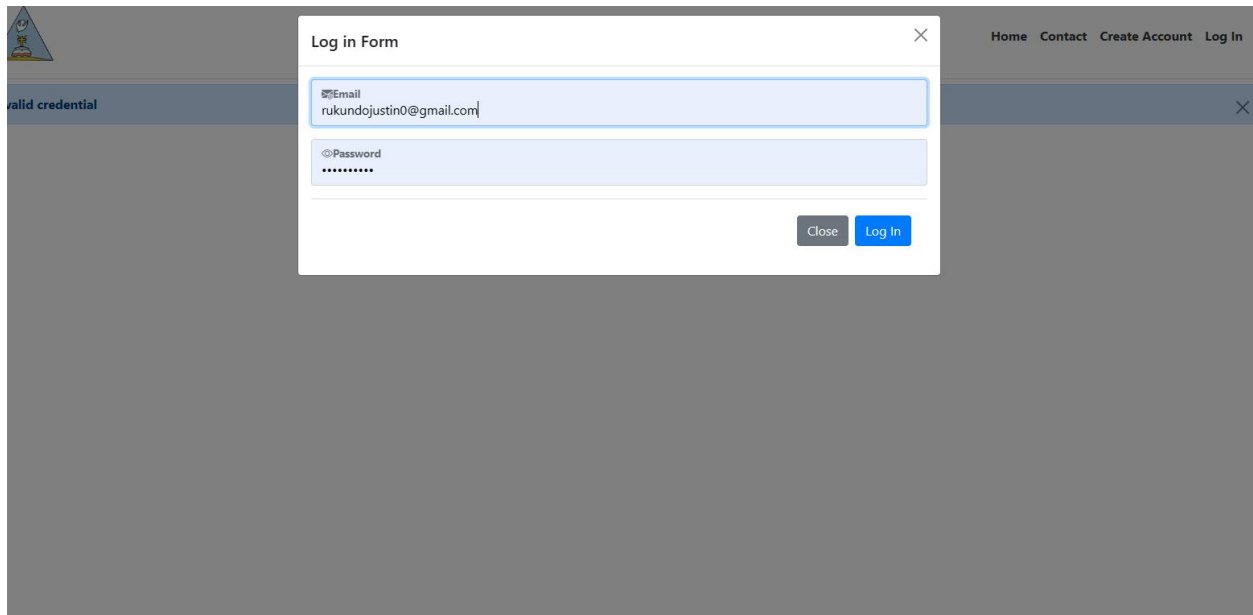 Log in Form
Home Contact Create Account Log In
valid credential
Email
rukundojustin0@gmail.com
Password
Close Log In